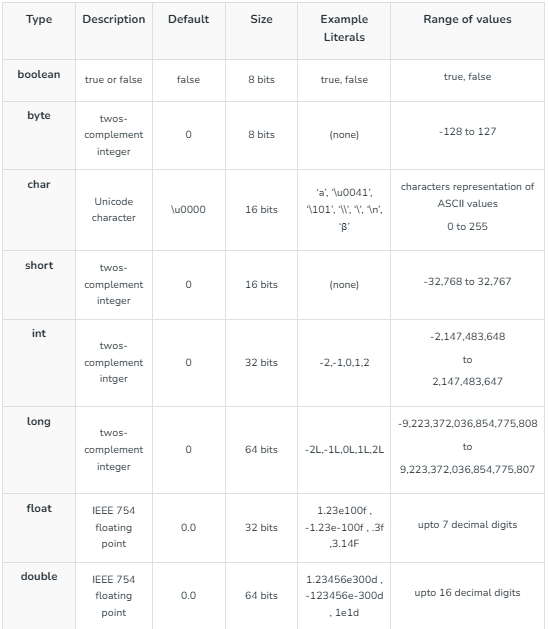 Type Description Default Size Example Literals Range of values
boolean true or false false 8 bits true, false true, false
byte twos-complement integer 0 8 bits (none) -128 to 127
char Unicode character \u0000 16 bits ‘a’, ‘\u0041’, ‘\101’, ‘\\’, ‘\’, ‘\n’, ‘β’ characters representation of ASCII values 0 to 255
short twos-complement integer 0 16 bits (none) -32,768 to 32,767
int twos-complement intger 0 32 bits -2,-1,0,1,2 -2,147,483,648 to 2,147,483,647
long twos-complement integer 0 64 bits -2L,-1L,0L,1L,2L -9,223,372,036,854,775,808 to 9,223,372,036,854,775,807
float IEEE 754 floating point 0.0 32 bits 1.23e100f , -1.23e-100f , .3f ,3.14F upto 7 decimal digits
double IEEE 754 floating point 0.0 64 bits 1.23456e300d , -123456e-300d , 1e1d upto 16 decimal digits